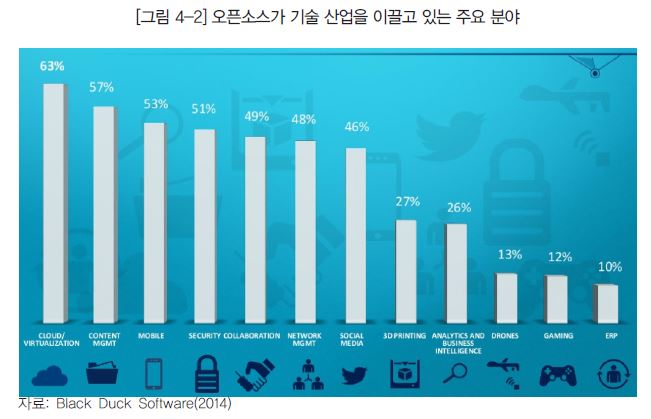 [그림 4-2] 오픈소스가 기술 산업을 이끌고 있는 주요 분야
63%
57%
53%
51%
49%
48%
46%
27%
26%
13%
12%
10%
CLOUD/
VIRTUALIZATION
CONTENT
MGMT
MOBILE
SECURITY
COLLABORATION
NETWORK
MGMT
SOCIAL
MEDIA
3D PRINTING
ANALYTICS AND
BUSINESS
INTELLIGENCE
DRONES
GAMING
ERP
자료: Black Duck Software(2014)